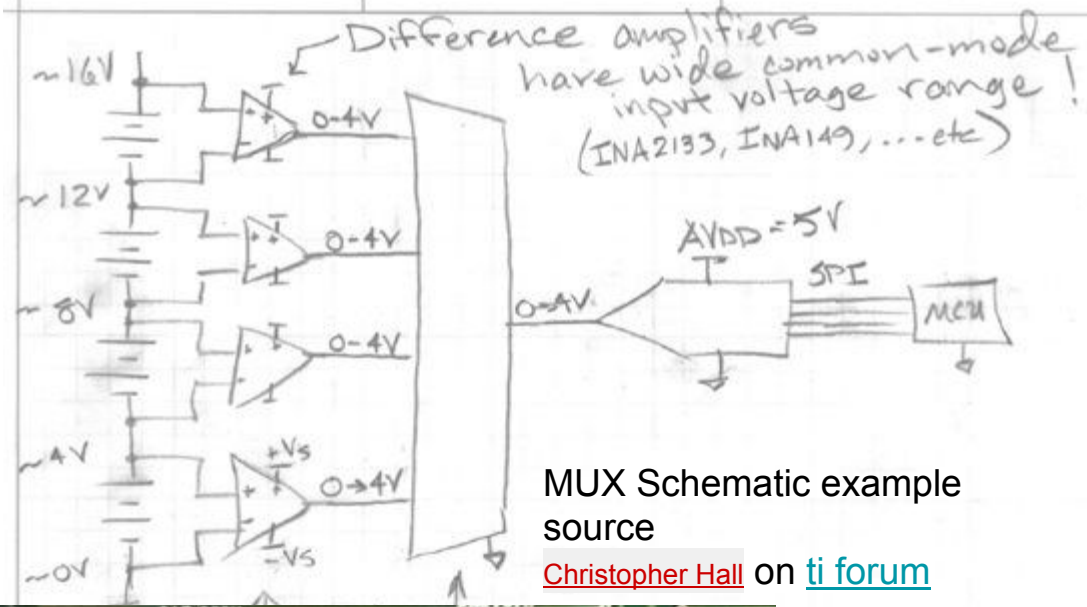 Difference amplifiers
have wide common-mode
input voltage range!
(INA2133, INA149, ...etc)
~16V
+
-
0-4V
~12V
+
-
0-4V
AVDD=5V
SPI
~8V
0→4V
MCU
-
0-4V
~4V
+Vs
+
-
0→4V
-Vs
~0V
MUX Schematic example
source
Christopher Hall on ti forum